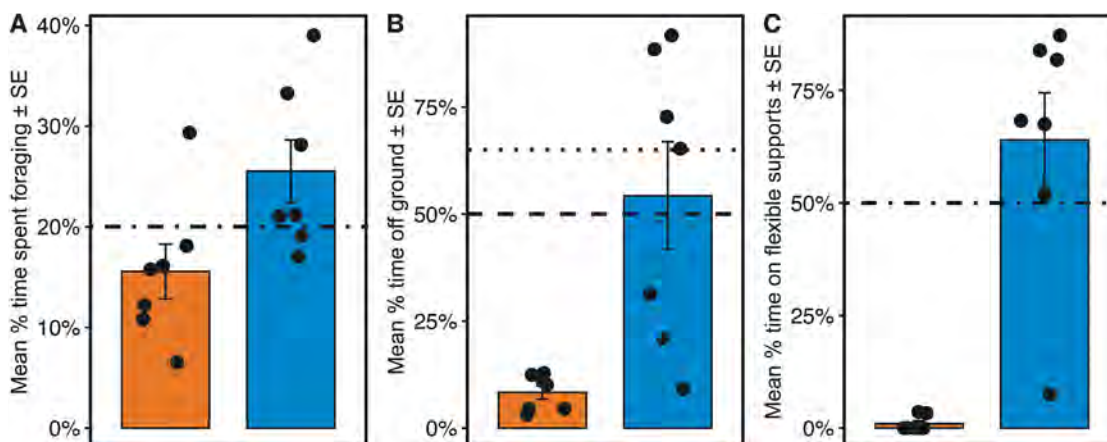 A
Mean % time spent foraging ± SE
40%
30%
20%
10%
0%
B
Mean % time off ground ± SE
75%
50%
25%
0%
C
Mean % time on flexible supports ± SE
75%
50%
25%
0%